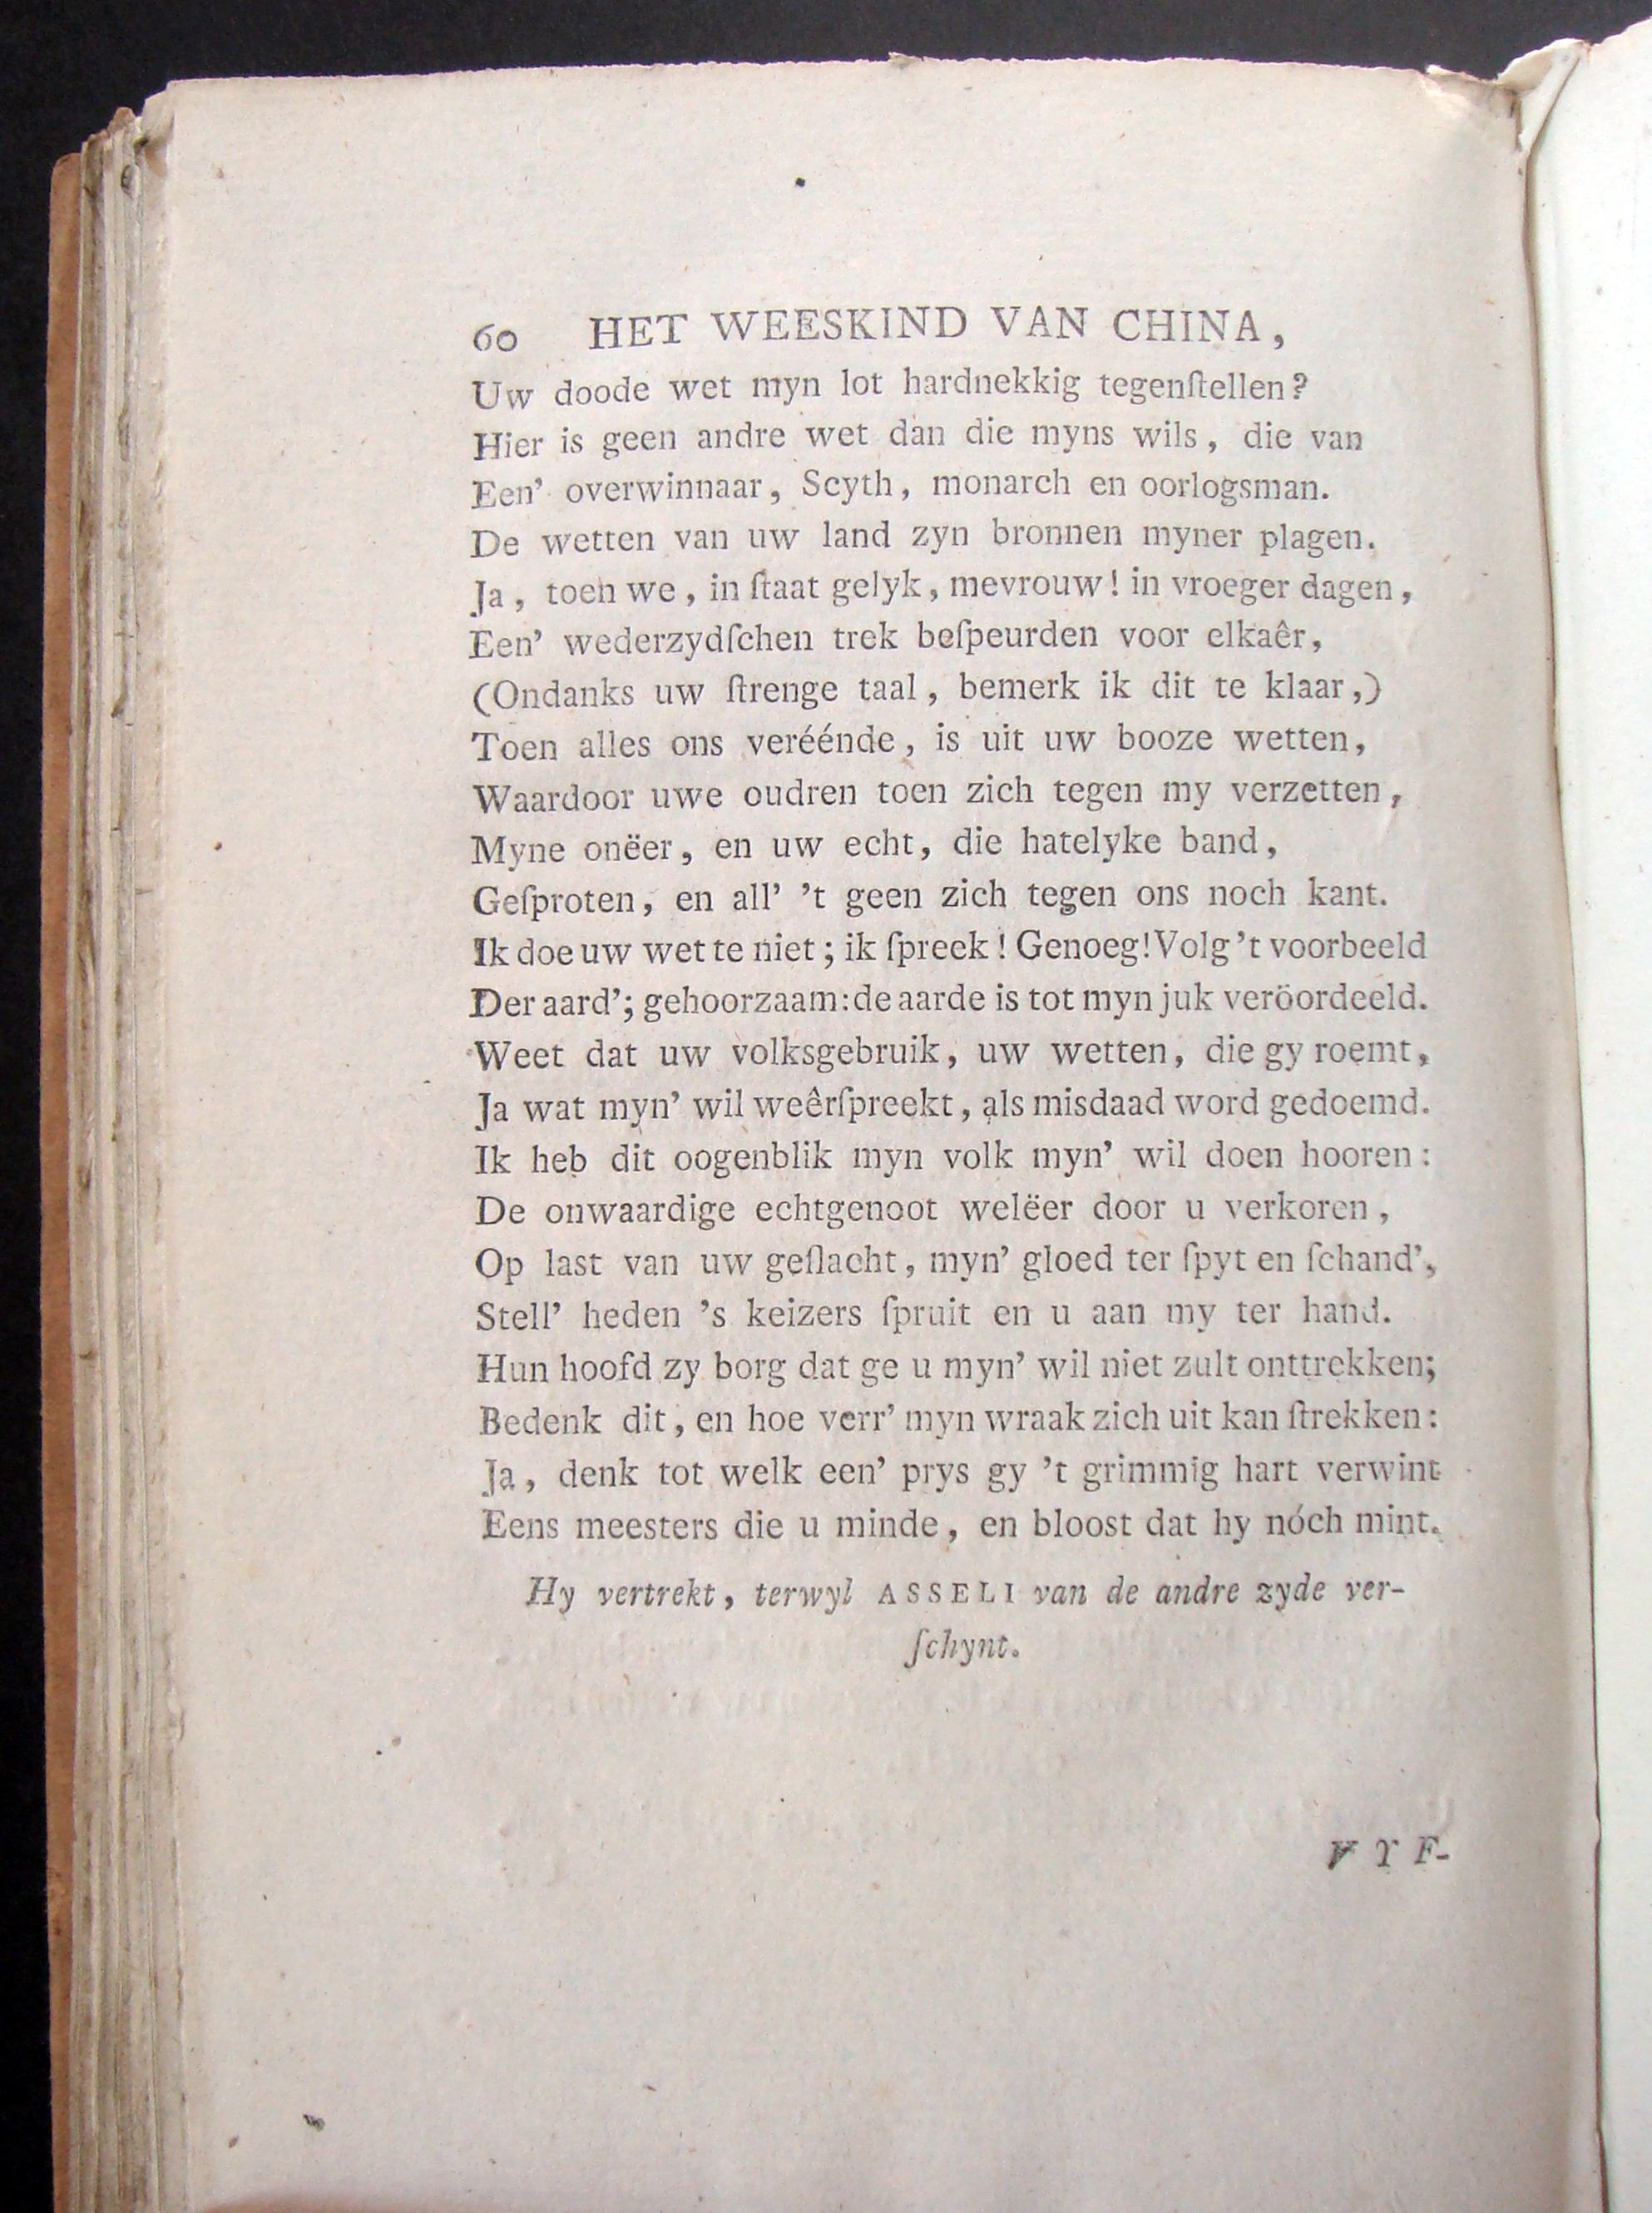 60 HET WEESKIND VAN CHINA,
Uw doode wet myn lot hardnekkig tegenſtellen?
Hier is geen andre wet dan die myns wils, die van
Een' overwinnaar, Scyth, monarch en oorlogsman.
De wetten van uw land zyn bronnen myner plagen.
Ja, toen we, in ſtaat gelyk, mevrouw! in vroeger dagen,
Een' wederzydſchen trek beſpeurden voor elkaêr,
(Ondanks uw ſtrenge taal, bemerk ik dit te klaar,)
Toen alles ons veréénde, is uit uw booze wetten,
Waardoor uwe oudren toen zich tegen my verzetten,
Myne onëer, en uw echt, die hatelyke band,
Geſproten, en all' 't geen zich tegen ons noch kant.
Ik doe uw wet te niet; ik ſpreek! Genoeg! Volg 't voorbeeld
Der aard'; gehoorzaam: de aarde is tot myn juk veröordeeld.
Weet dat uw volksgebruik, uw wetten, die gy roemt,
Ja wat myn' wil weêrſpreekt, als misdaad word gedoemd.
Ik heb dit oogenblik myn volk myn' wil doen hooren:
De onwaardige echtgenoot welëer door u verkoren,
Op last van uw geſlacht, myn' gloed ter ſpyt en ſchand',
Stell' heden 's keizers ſpruit en u aan my ter hand.
Hun hoofd zy borg dat ge u myn' wil niet zult onttrekken;
Bedenk dit, en hoe verr' myn wraak zich uit kan ſtrekken:
Ja, denk tot welk een' prys gy 't grimmig hart verwint
Eens meesters die u minde, en bloost dat hy nóch mint.
Hy vertrekt, terwyl ASSELI van de andre zyde ver-
ſchynt.
VYF-